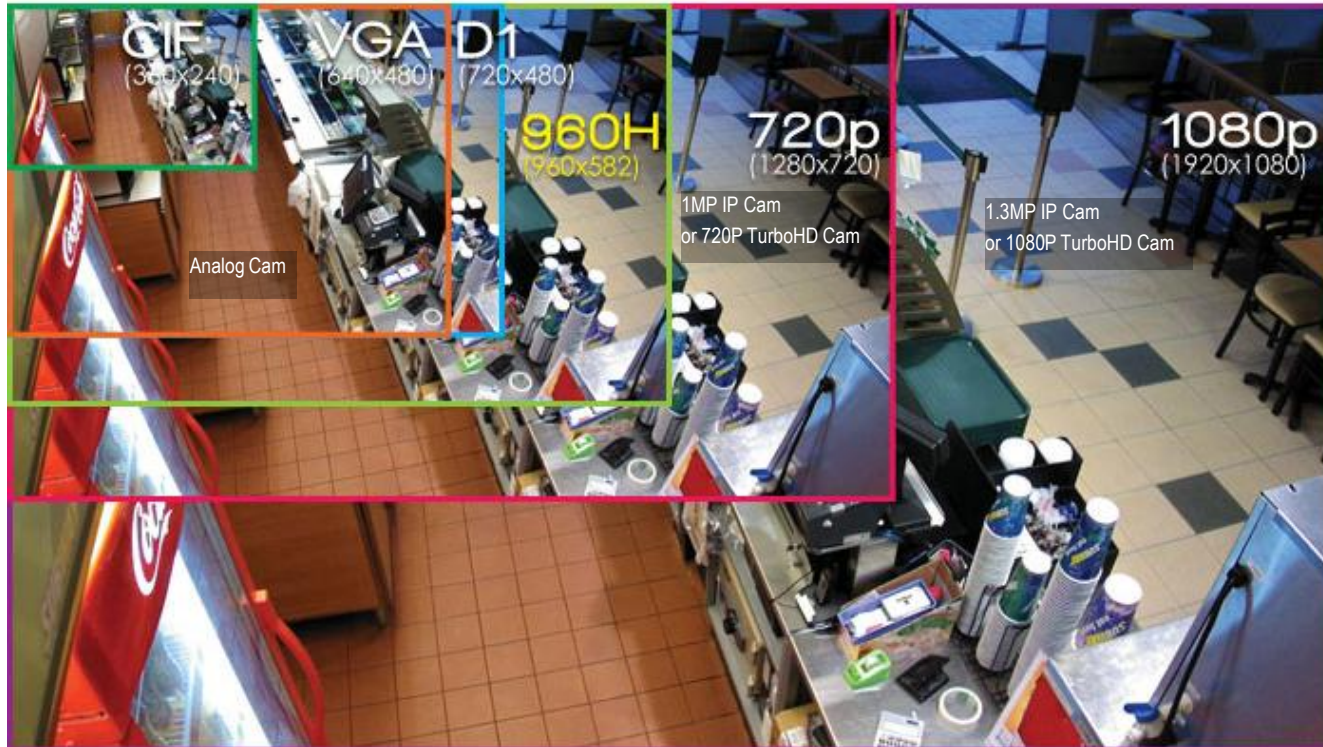 CIF
(360x240)
VGA
(640x480)
D1
(720x480)
960H
(960x582)
720p
(1280x720)
1080p
(1920x1080)
1MP IP Cam
or 720P TurboHD Cam
1.3MP IP Cam
or 1080P TurboHD Cam
Analog Cam